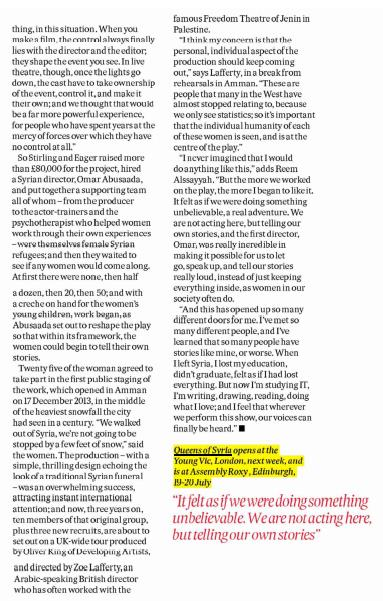 thing, in this situation. When you
make a film, the control always finally
lies with the director and the editor;
they shape the event you see. In live
theatre, though, once the lights go
down, the cast have to take ownership
of the event, control it, and make it
their own; and we thought that would
be a far more powerful experience,
for people who have spent years at the
mercy of forces over which they have
no control at all.”
So Stirling and Eager raised more
than £80,000 for the project, hired
a Syrian director, Omar Abusaada,
and put together a supporting team
all of whom – from the producer
to the actor-trainers and the
psychotherapist who helped women
work through their own experiences
– were themselves female Syrian
refugees; and then they waited to
see if any women would come along.
At first there were none, then half
a dozen, then 20, then 50; and with
a creche on hand for the women’s
young children, work began, as
Abusaada set out to reshape the play
so that within its framework, the
women could begin to tell their own
stories.
Twenty five of the women agreed to
take part in the first public staging of
the work, which opened in Amman
on 17 December 2013, in the middle
of the heaviest snowfall the city
had seen in a century. “We walked
out of Syria, we’re not going to be
stopped by a few feet of snow,” said
the women. The production – with a
simple, thrilling design echoing the
look of a traditional Syrian funeral
– was an overwhelming success,
attracting instant international
attention; and now, three years on,
ten members of that original group,
plus three new recruits, are about to
set out on a UK-wide tour produced
by Oliver King of Developing Artists,
and directed by Zoe Lafferty, an
Arabic-speaking British director
who has often worked with the
famous Freedom Theatre of Jenin in
Palestine.
“I think my concern is that the
personal, individual aspect of the
production should keep coming
out,” says Lafferty, in a break from
rehearsals in Amman. “These are
people that many in the West have
almost stopped relating to, because
we only see statistics; so it’s important
that the individual humanity of each
of these women is seen, and is at the
centre of the play.”
“I never imagined that I would
do anything like this,” adds Reem
Alssayyah. “But the more we worked
on the play, the more I began to like it.
It felt as if we were doing something
unbelievable, a real adventure. We
are not acting here, but telling our
own stories, and the first director,
Omar, was really incredible in
making it possible for us to let
go, speak up, and tell our stories
really loud, instead of just keeping
everything inside, as women in our
society often do.
“And this has opened up so many
different doors for me. I’ve met so
many different people, and I’ve
learned that so many people have
stories like mine, or worse. When
I left Syria, I lost my education,
didn’t graduate, felt as if I had lost
everything. But now I’m studying IT,
I’m writing, drawing, reading, doing
what I love; and I feel that wherever
we perform this show, our voices can
finally be heard.” ■
Queens of Syria opens at the
Young Vic, London, next week, and
is at Assembly Roxy, Edinburgh,
19-20 July
“It felt as if we were doing something
unbelievable. We are not acting here,
but telling our own stories”